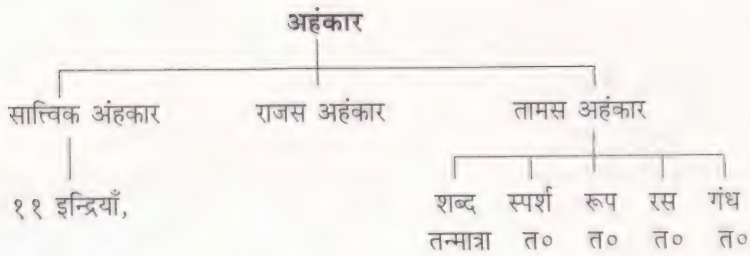 अहंकार
सात्त्विक अंहकार राजस अहंकार तामस अहंकार
११ इन्द्रियाँ, शब्द स्पर्श रूप रस गंध
तन्मात्रा त० त० त० त०